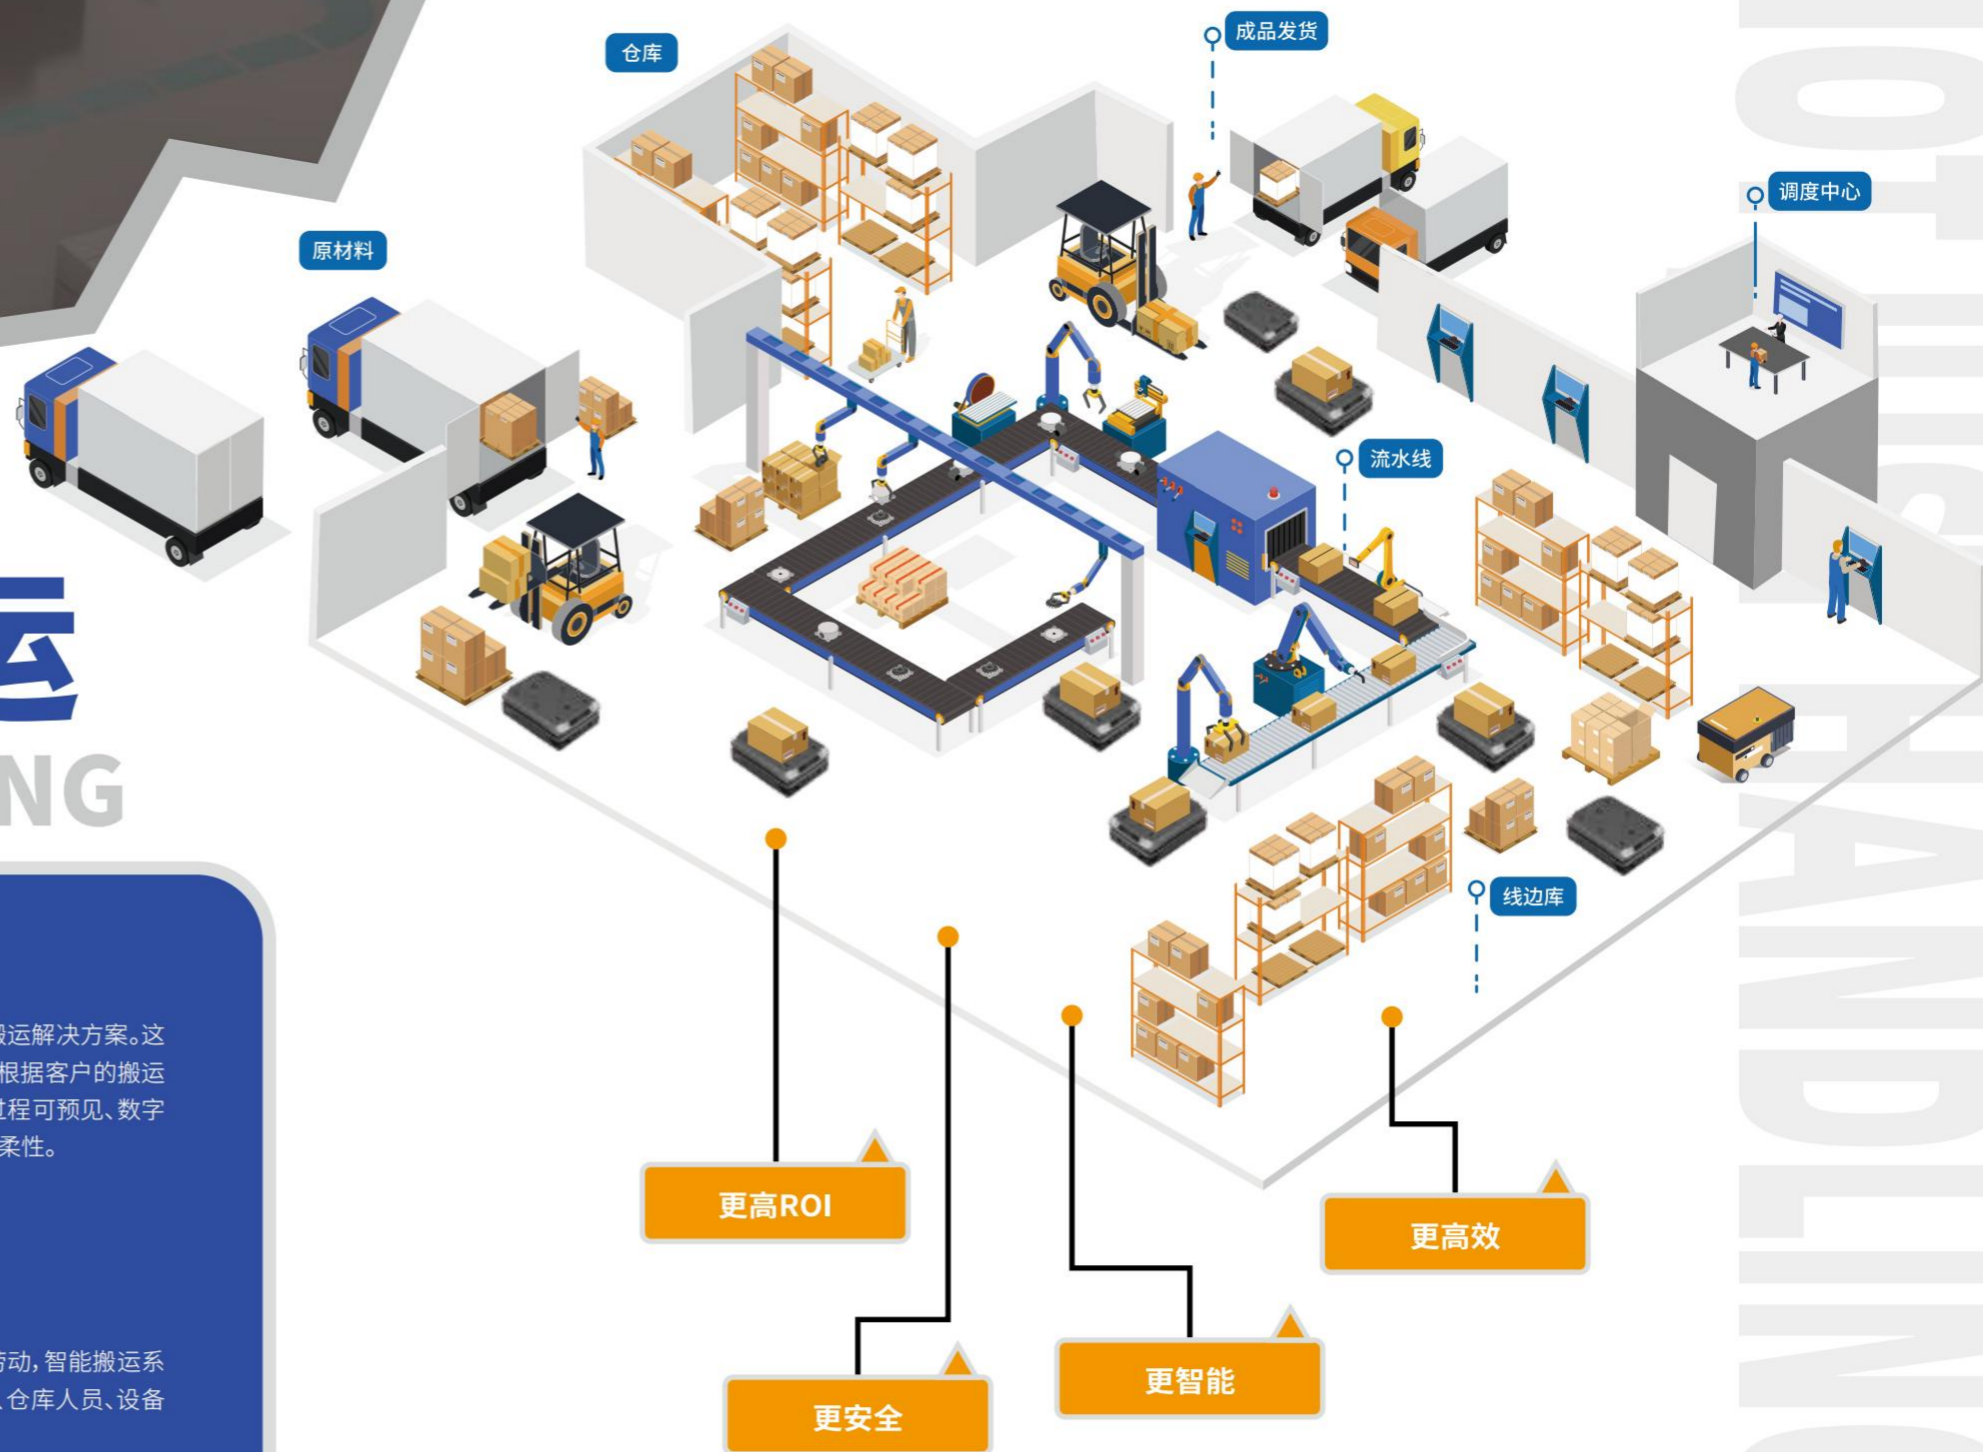 仓库
成品发货
调度中心
原材料
流水线
运
NG
线边库
搬运解决方案。这
根据客户的搬运
过程可预见、数字
柔性。
更高ROI
更高效
劳动,智能搬运系
、仓库人员、设备
更智能
更安全